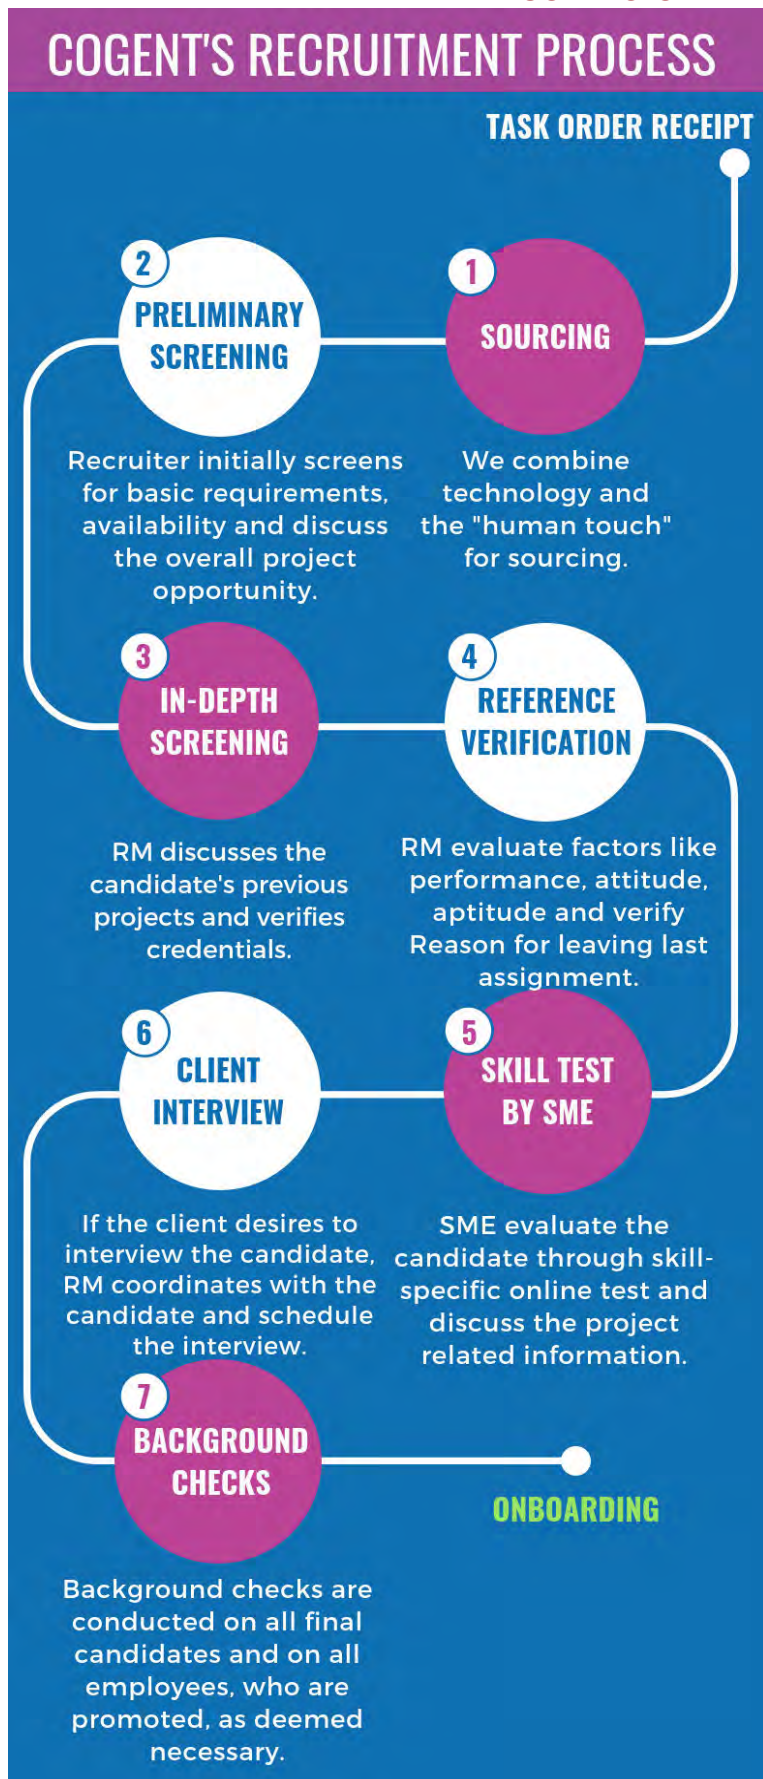 COGENT'S RECRUITMENT PROCESS
TASK ORDER RECEIPT
1
SOURCING
We combine
technology and
the "human touch"
for sourcing.
2
PRELIMINARY
SCREENING
Recruiter initially screens
for basic requirements,
availability and discuss
the overall project
opportunity.
3
IN-DEPTH
SCREENING
RM discusses the
candidate's previous
projects and verifies
credentials.
4
REFERENCE
VERIFICATION
RM evaluate factors like
performance, attitude,
aptitude and verify
Reason for leaving last
assignment.
5
SKILL TEST
BY SME
SME evaluate the
candidate through skill-
specific online test and
discuss the project
related information.
6
CLIENT
INTERVIEW
If the client desires to
interview the candidate,
RM coordinates with the
candidate and schedule
the interview.
7
BACKGROUND
CHECKS
Background checks are
conducted on all final
candidates and on all
employees, who are
promoted, as deemed
necessary.
ONBOARDING